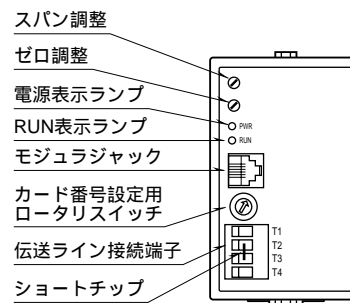 スパン調整
ゼロ調整
電源表示ランプ
RUN表示ランプ
モジュラジャック
カード番号設定用
ロータリスイッチ
伝送ライン接続端子
ショートチップ
PWR
RUN
T1
T2
T3
T4